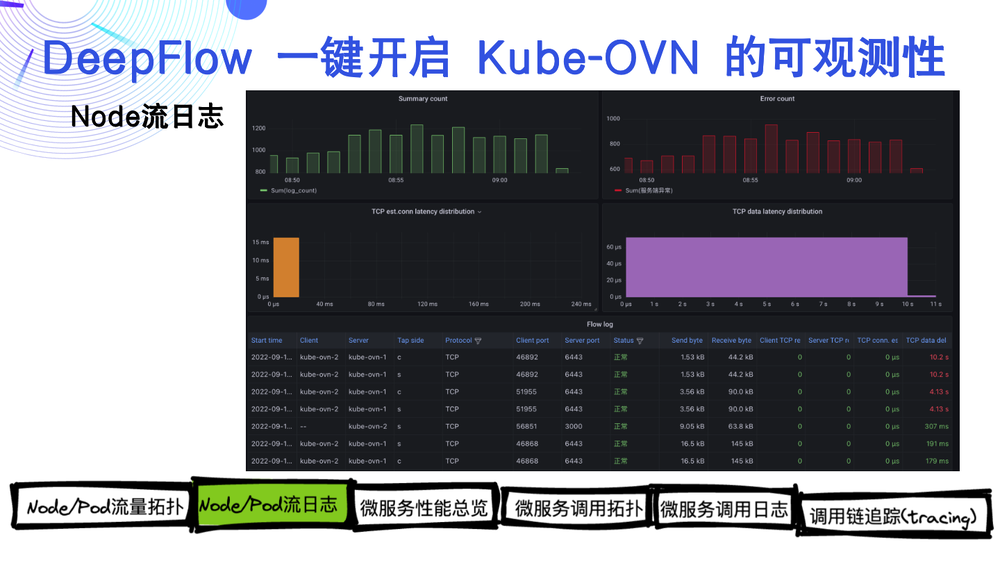 DeepFlow 一键开启 Kube-OVN 的可观测性
Node流日志
Summary count
1200
1000
800
08:50 08:55 09:00
Sum(log_count)
Error count
1000
800
600
08:50 08:55 09:00
Sum(服务端异常)
TCP est.conn latency distribution
15 ms
10 ms
5 ms
0 µs
0 µs 40 ms 80 ms 120 ms 160 ms 200 ms 240 ms
TCP data latency distribution
60 µs
40 µs
20 µs
0 µs
0 µs 1 s 2 s 3 s 4 s 5 s 6 s 7 s 8 s 9 s 10 s 11 s
Flow log
Start time Client Server Tap side Protocol Client port Server port Status Send byte Receive byte Client TCP re Server TCP r TCP conn. es TCP data del
2022-09-1... kube-ovn-2 kube-ovn-1 c TCP 46892 6443 正常 1.53 kB 44.2 kB 0 0 0 µs 10.2 s
2022-09-1... kube-ovn-2 kube-ovn-1 s TCP 46892 6443 正常 1.53 kB 44.2 kB 0 0 0 µs 10.2 s
2022-09-1... kube-ovn-2 kube-ovn-1 c TCP 51955 6443 正常 3.56 kB 90.0 kB 0 0 0 µs 4.13 s
2022-09-1... kube-ovn-2 kube-ovn-1 s TCP 51955 6443 正常 3.56 kB 90.0 kB 0 0 0 µs 4.13 s
2022-09-1... -- kube-ovn-2 s TCP 56851 3000 正常 9.05 kB 63.8 kB 0 0 0 µs 307 ms
2022-09-1... kube-ovn-2 kube-ovn-1 s TCP 46868 6443 正常 16.5 kB 145 kB 0 0 0 µs 191 ms
2022-09-1... kube-ovn-2 kube-ovn-1 c TCP 46868 6443 正常 16.5 kB 145 kB 0 0 0 µs 179 ms
Node/Pod流量拓扑
Node/Pod流日志
微服务性能总览
微服务调用拓扑
微服务调用日志
调用链追踪(tracing)